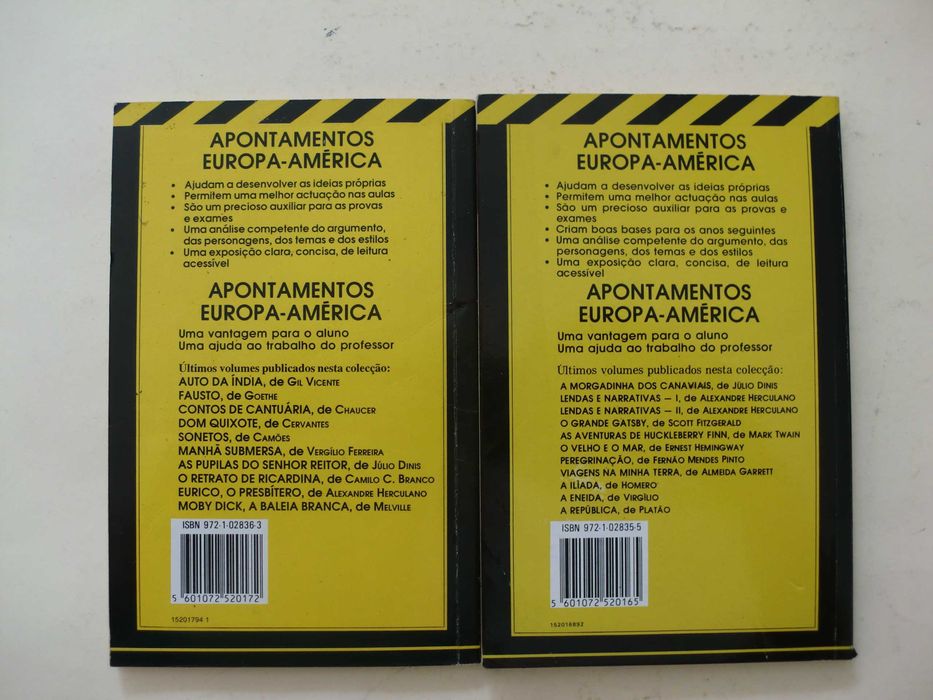 APONTAMENTOS
EUROPA-AMÉRICA
• Ajudam a desenvolver as ideias próprias
• Permitem uma melhor actuação nas aulas
• São um precioso auxiliar para as provas
e exames
• Uma análise competente do argumento,
das personagens, dos temas e dos estilos
• Uma exposição clara, concisa, de leitura
acessível
APONTAMENTOS
EUROPA-AMÉRICA
Uma vantagem para o aluno
Uma ajuda ao trabalho do professor
Últimos volumes publicados nesta colecção:
AUTO DA ÍNDIA, de GIL VICENTE
FAUSTO, de GOETHE
CONTOS DE CANTUÁRIA, de CHAUCER
DOM QUIXOTE, de CERVANTES
SONETOS, de CAMÕES
MANHÃ SUBMERSA, de VERGÍLIO FERREIRA
AS PUPILAS DO SENHOR REITOR, de JÚLIO DINIS
O RETRATO DE RICARDINA, de CAMILO C. BRANCO
EURICO, O PRESBÍTERO, de ALEXANDRE HERCULANO
MOBY DICK, A BALEIA BRANCA, de MELVILLE
ISBN 972-1-02836-3
5 601072 520172
15201794 1
APONTAMENTOS
EUROPA-AMÉRICA
• Ajudam a desenvolver as ideias próprias
• Permitem uma melhor actuação nas aulas
• São um precioso auxiliar para as provas e
exames
• Criam boas bases para os anos seguintes
• Uma análise competente do argumento, das
personagens, dos temas e dos estilos
• Uma exposição clara, concisa, de leitura
acessível
APONTAMENTOS
EUROPA-AMÉRICA
Uma vantagem para o aluno
Uma ajuda ao trabalho do professor
Últimos volumes publicados nesta colecção:
A MORGADINHA DOS CANAVIAIS, de JÚLIO DINIS
LENDAS E NARRATIVAS — I, de ALEXANDRE HERCULANO
LENDAS E NARRATIVAS — II, de ALEXANDRE HERCULANO
O GRANDE GATSBY, de SCOTT FITZGERALD
AS AVENTURAS DE HUCKLEBERRY FINN, de MARK TWAIN
O VELHO E O MAR, de ERNEST HEMINGWAY
PEREGRINAÇÃO, de FERNÃO MENDES PINTO
VIAGENS NA MINHA TERRA, de ALMEIDA GARRETT
A ILÍADA, de HOMERO
A ENEIDA, de VIRGÍLIO
A REPÚBLICA, de PLATÃO
ISBN 972-1-02835-5
5 601072 520165